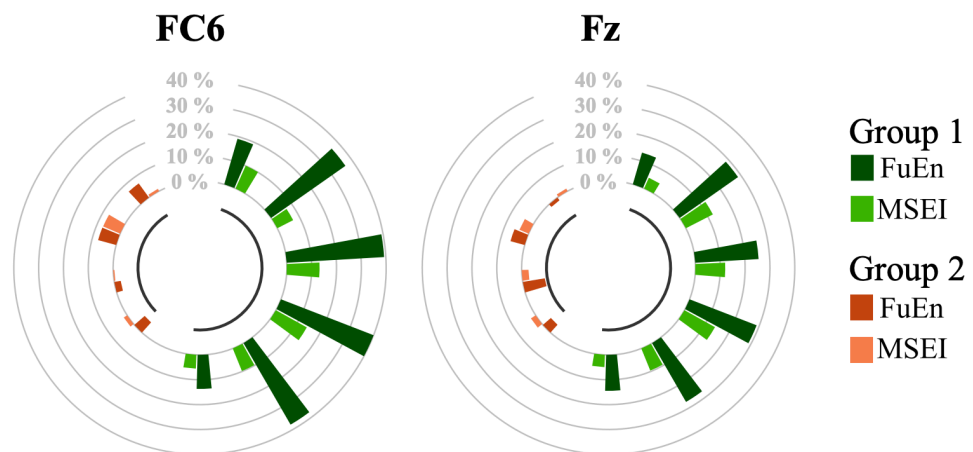 FC6
40 %
30 %
20 %
10 %
0 %
Fz
40 %
30 %
20 %
10 %
0 %
Group 1
FuEn
MSEI
Group 2
FuEn
MSEI